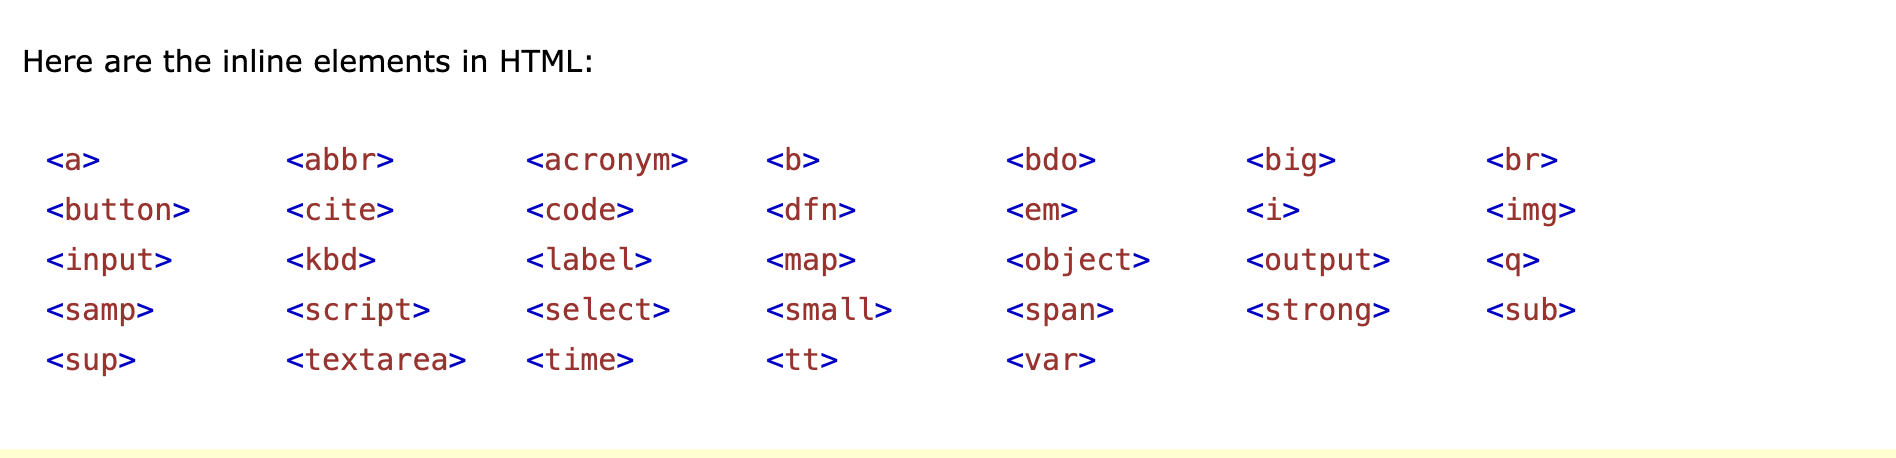 Here are the inline elements in HTML:
<a> <abbr> <acronym> <b> <bdo> <big> <br>
<button> <cite> <code> <dfn> <em> <i> <img>
<input> <kbd> <label> <map> <object> <output> <q>
<samp> <script> <select> <small> <span> <strong> <sub>
<sup> <textarea> <time> <tt> <var>